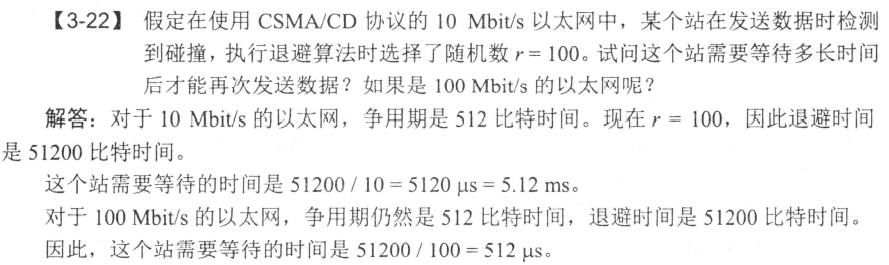 【3-22】 假定在使用 CSMA/CD 协议的 10 Mbit/s 以太网中，某个站在发送数据时检测
到碰撞，执行退避算法时选择了随机数 r = 100。试问这个站需要等待多长时间
后才能再次发送数据？如果是 100 Mbit/s 的以太网呢？
解答：对于 10 Mbit/s 的以太网，争用期是 512 比特时间。现在 r = 100，因此退避时间
是 51200 比特时间。
这个站需要等待的时间是 51200 / 10 = 5120 μs = 5.12 ms。
对于 100 Mbit/s 的以太网，争用期仍然是 512 比特时间，退避时间是 51200 比特时间。
因此，这个站需要等待的时间是 51200 / 100 = 512 μs。